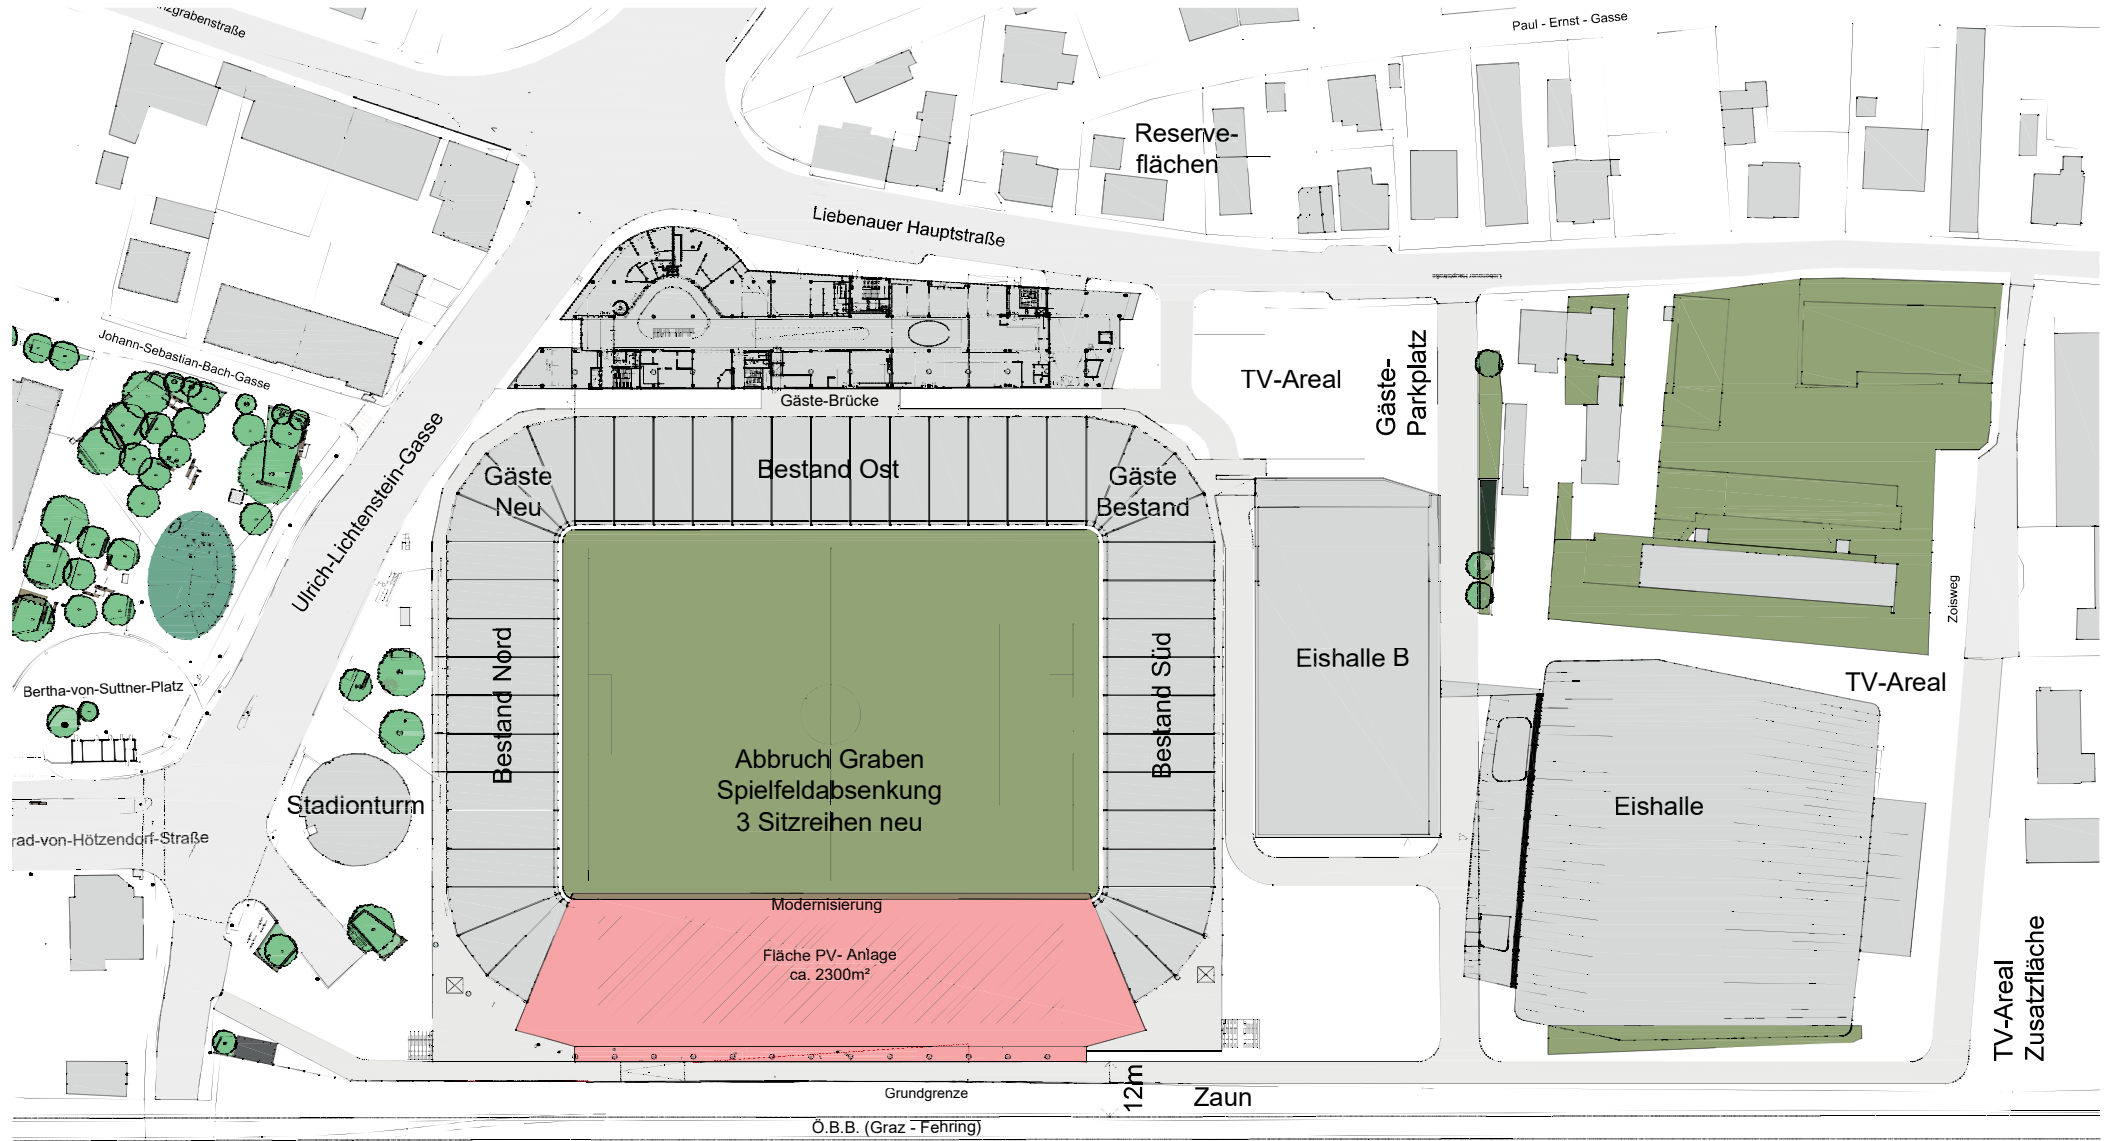 nzgrabenstraße
Paul - Ernst - Gasse
Reserve-
flächen
Liebenauer Hauptstraße
Liebenauer Hauptstraße
Johann-Sebastian-Bach-Gasse
Gäste-
Parkplatz
TV-Areal
Gäste-Brücke
Ulrich-Lichtenstein-Gasse
Gäste
Neu
Bestand Ost
Gäste
Bestand
Zoisweg
Bestand Nord
Bestand Süd
Eishalle B
Bertha-von-Suttner-Platz
TV-Areal
Abbruch Graben
Spielfeldabsenkung
3 Sitzreihen neu
Stadionturm
Eishalle
rad-von-Hötzendorf-Straße
Modernisierung
Fläche PV- Anlage
ca. 2300m²
TV-Areal
Zusatzfläche
12m
Grundgrenze
Zaun
Ö.B.B. (Graz - Fehring)